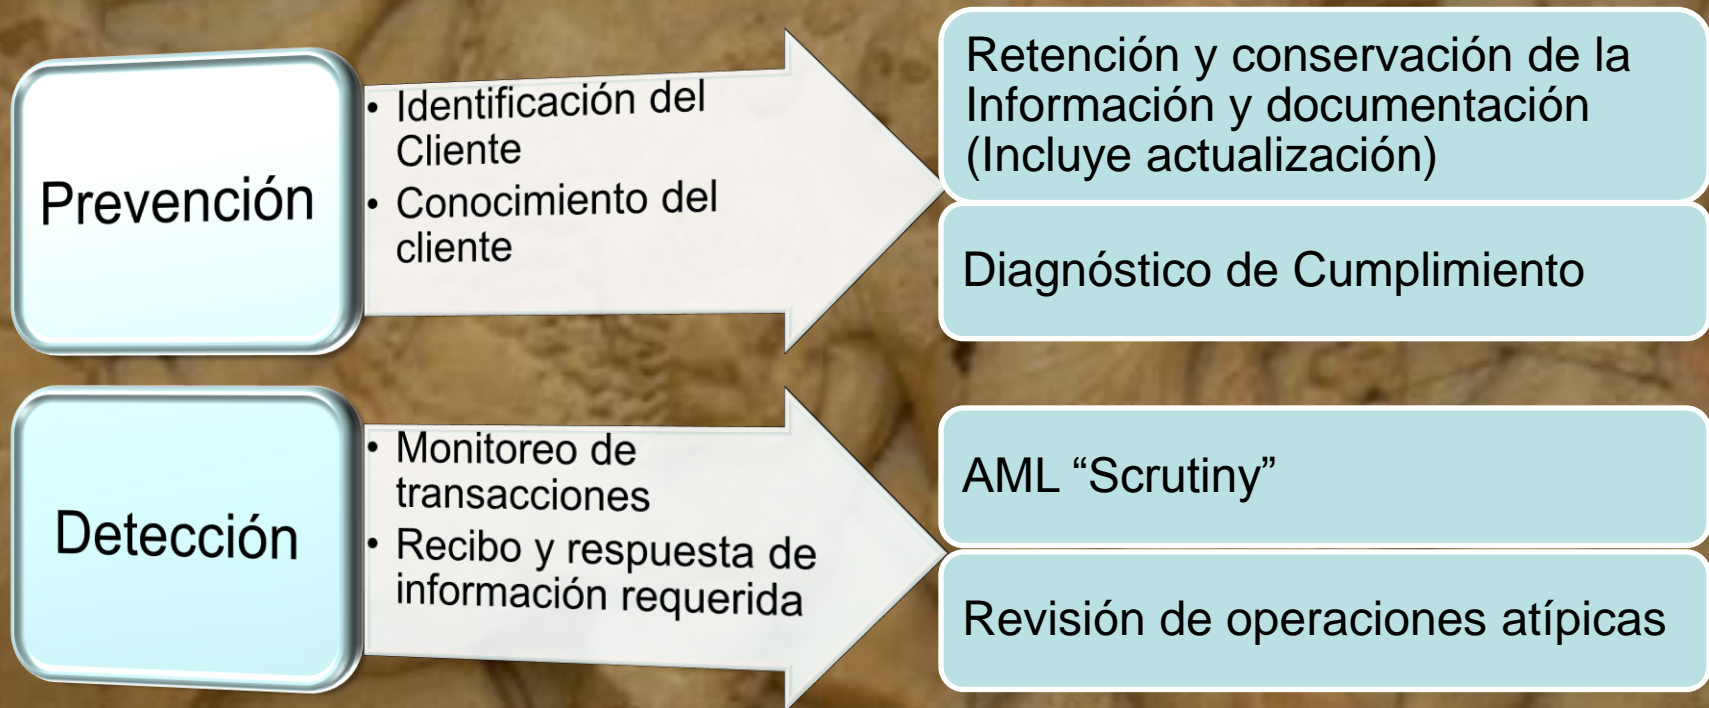 Prevención
• Identificación del
Cliente
• Conocimiento del
cliente
Retención y conservación de la
Información y documentación
(Incluye actualización)
Diagnóstico de Cumplimiento
Detección
• Monitoreo de
transacciones
• Recibo y respuesta de
información requerida
AML “Scrutiny”
Revisión de operaciones atípicas